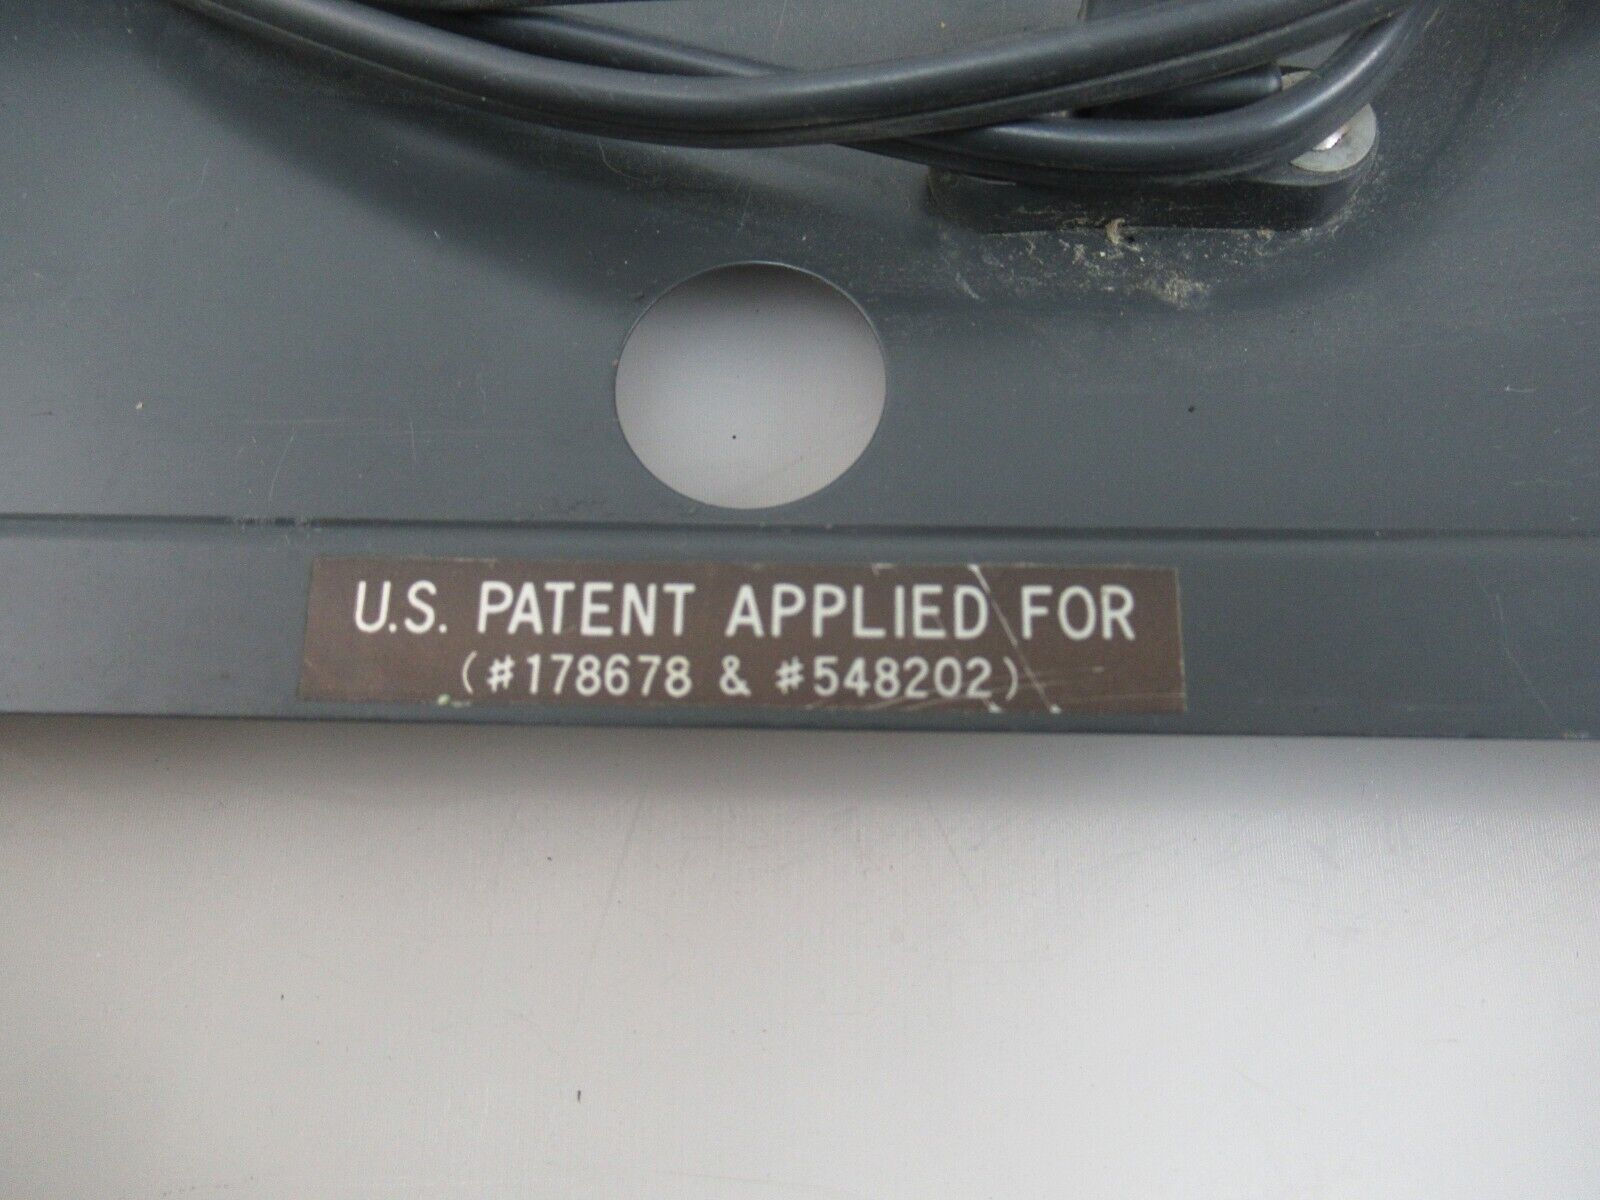 U.S. PATENT APPLIED FOR
(#178678 & #548202)